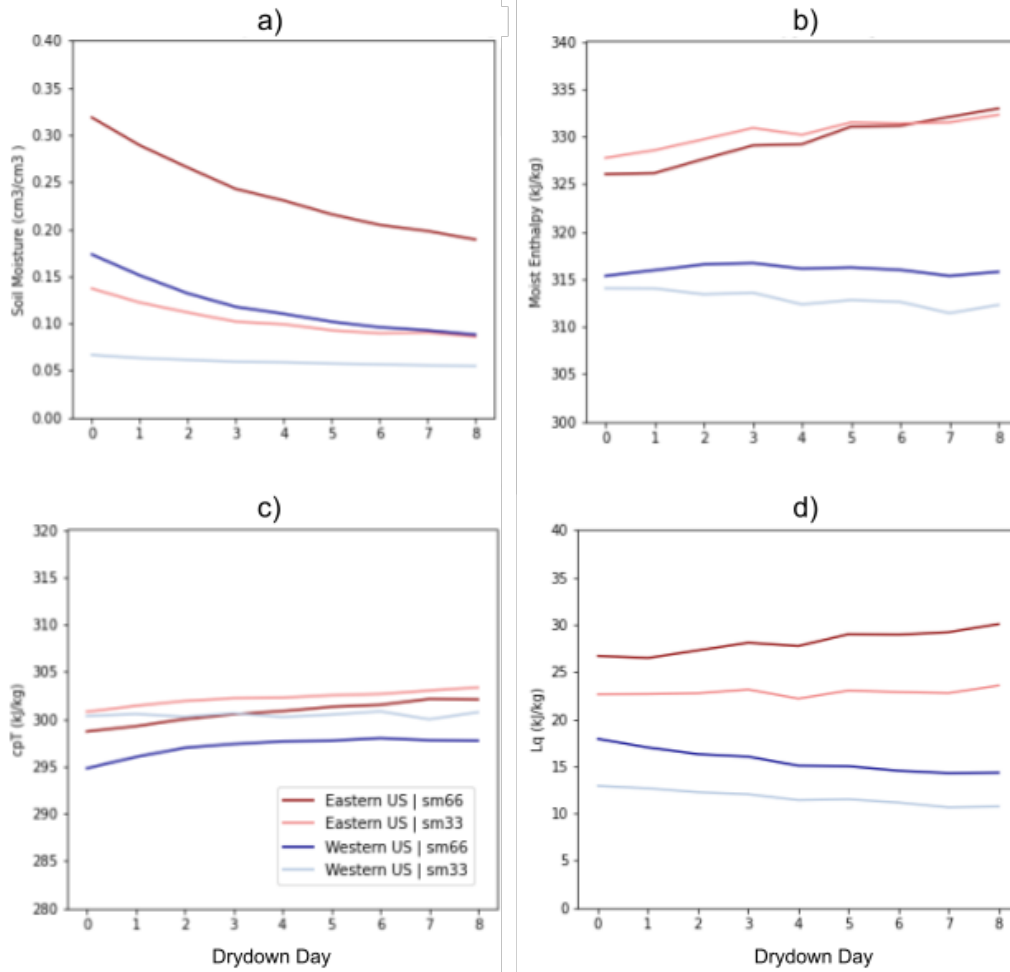 a)
0.40
0.35
0.30
0.25
0.20
0.15
0.10
0.05
0.00
Soil Moisture (cm3/cm3 )
0 1 2 3 4 5 6 7 8
b)
340
335
330
325
320
315
310
305
300
Moist Enthalpy (kJ/kg)
0 1 2 3 4 5 6 7 8
c)
320
315
310
305
300
295
290
285
280
cpT (kJ/kg)
Eastern US | sm66
Eastern US | sm33
Western US | sm66
Western US | sm33
0 1 2 3 4 5 6 7 8
Drydown Day
d)
40
35
30
25
20
15
10
5
0
Lq (kJ/kg)
0 1 2 3 4 5 6 7 8
Drydown Day